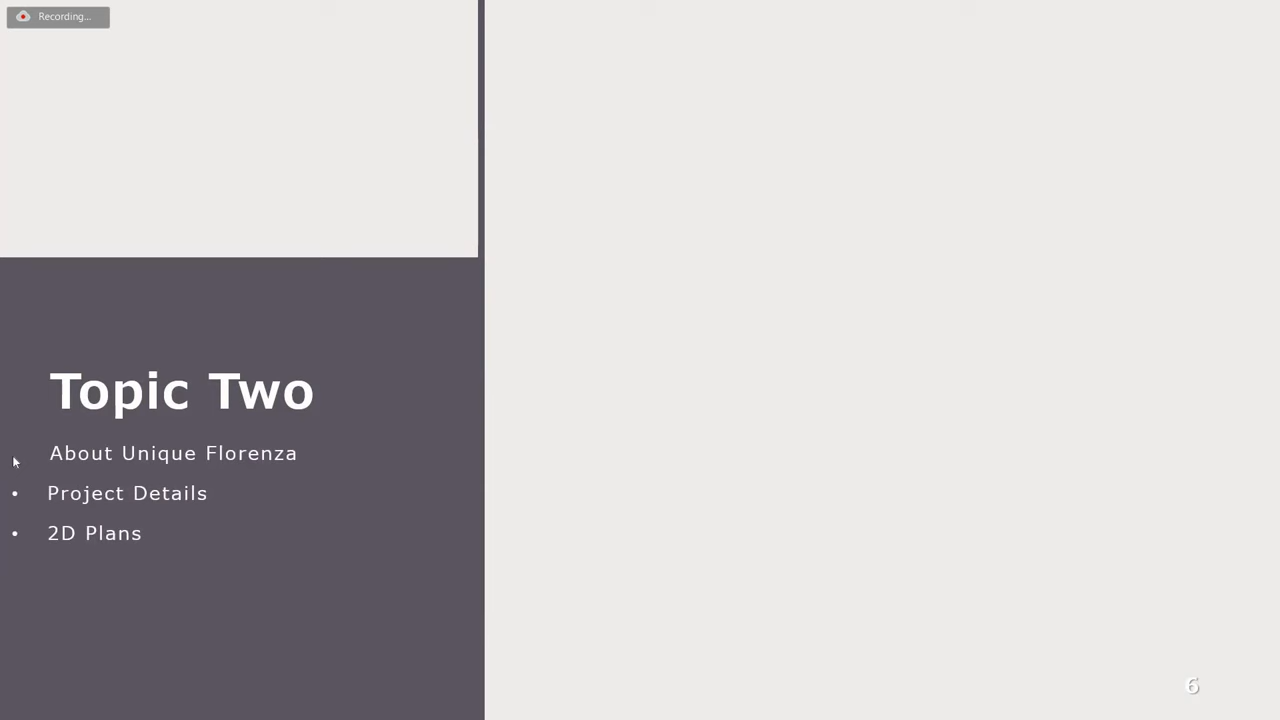 Recording...
Topic Two
About Unique Florenza
• Project Details
• 2D Plans
6